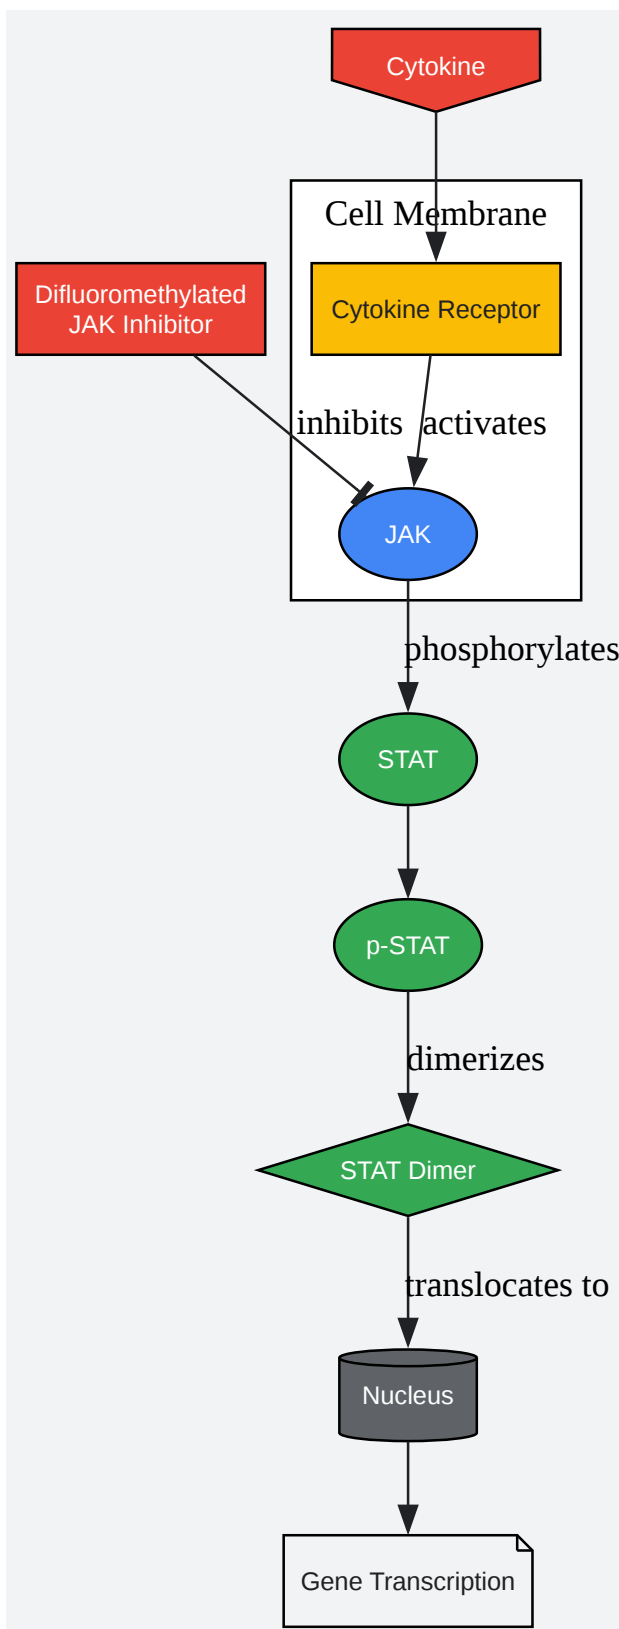 Cytokine
Cell Membrane
Difluoromethylated
JAK Inhibitor
Cytokine Receptor
inhibits
activates
JAK
phosphorylates
STAT
p-STAT
dimerizes
STAT Dimer
translocates to
Nucleus
Gene Transcription